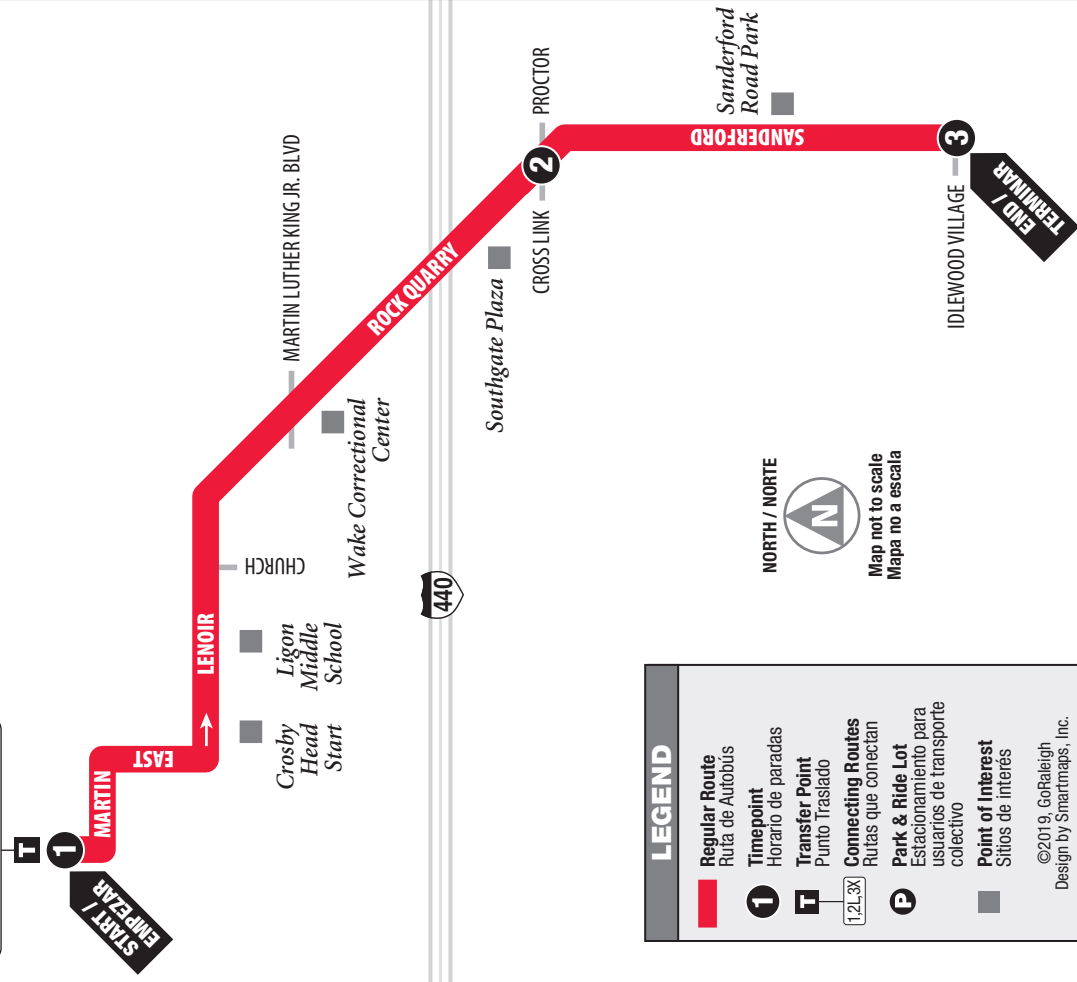 START /
EMPEZAR
T
1
MARTIN
EAST
LENOIR
CHURCH
Crosby
Head
Start
Ligon
Middle
School
MARTIN LUTHER KING JR. BLVD
Wake Correctional
Center
ROCK QUARRY
440
Southgate Plaza
CROSS LINK
2
PROCTOR
SANDERFORD
Sanderford
Road Park
IDLEWOOD VILLAGE
3
END /
TERMINAR
NORTH / NORTE
N
Map not to scale
Mapa no a escala
LEGEND
Regular Route
Ruta de Autobús
1
Timepoint
Horario de paradas
T
Transfer Point
Punto Traslado
1,2L,3X
Connecting Routes
Rutas que conectan
P
Park & Ride Lot
Estacionamiento para
usuarios de transporte
colectivo
Point of Interest
Sitios de interés
©2019, GoRaleigh
Design by Smartmaps, Inc.